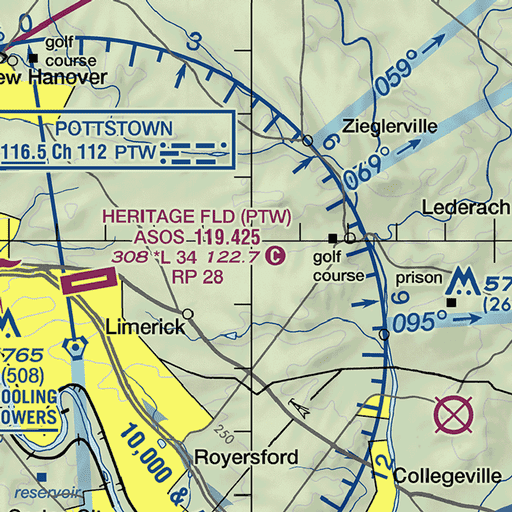 0
3
6
golf
course
ew Hanover
059°
Zieglerville
6
POTTSTOWN
116.5 Ch 112 PTW
069°
Lederach
HERITAGE FLD (PTW)
ASOS 119.425
308 *L 34 122.7 C
RP 28
golf
course
prison
57
(26
9
095°
Limerick
765
(508)
OOLING
OWERS
10,000 &
250
Royersford
12
Collegeville
reservoir